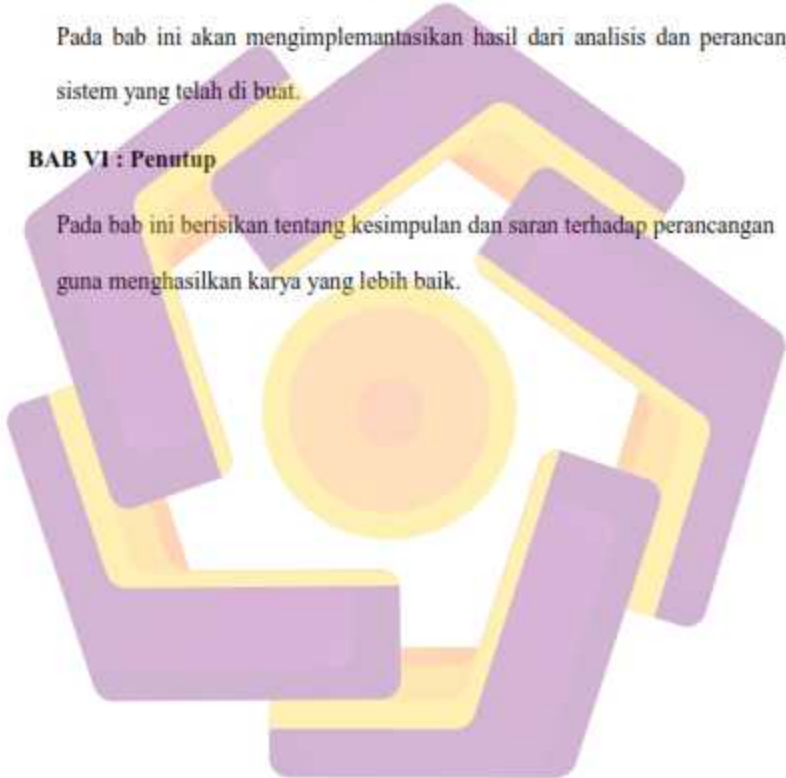 Pada bab ini akan mengimplemantasikan hasil dari analisis dan perancan
sistem yang telah di buat.
BAB VI : Penutup
Pada bab ini berisikan tentang kesimpulan dan saran terhadap perancangan
guna menghasilkan karya yang lebih baik.